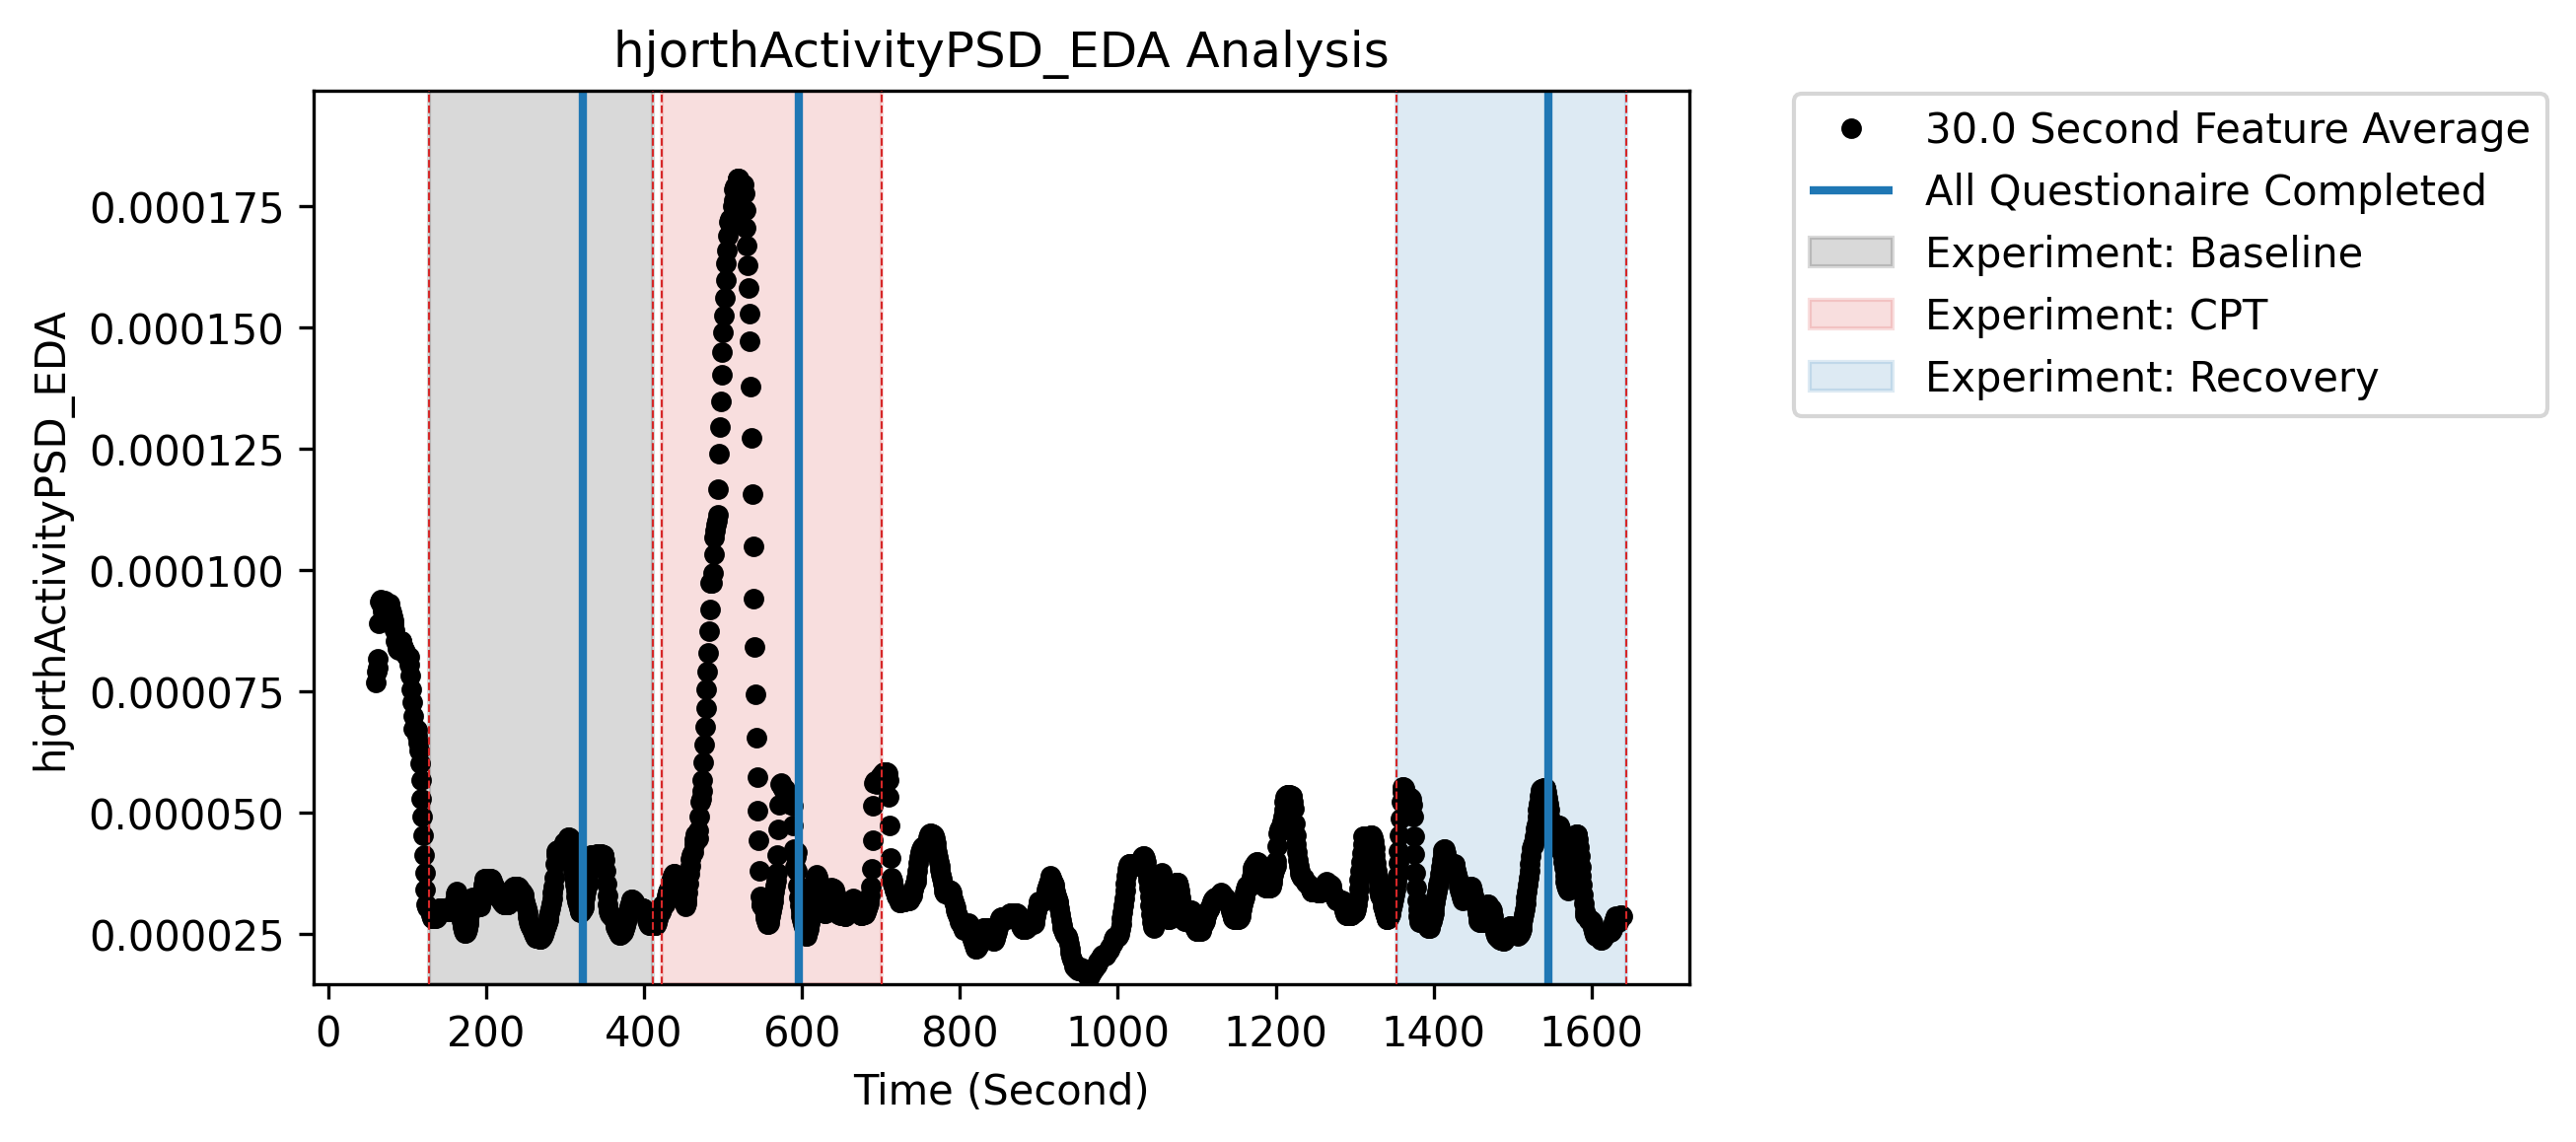 hjorthActivityPSD_EDA Analysis
30.0 Second Feature Average
All Questionaire Completed
Experiment: Baseline
Experiment: CPT
Experiment: Recovery
hjorthActivityPSD_EDA
0.000175
0.000150
0.000125
0.000100
0.000075
0.000050
0.000025
0 200 400 600 800 1000 1200 1400 1600
Time (Second)